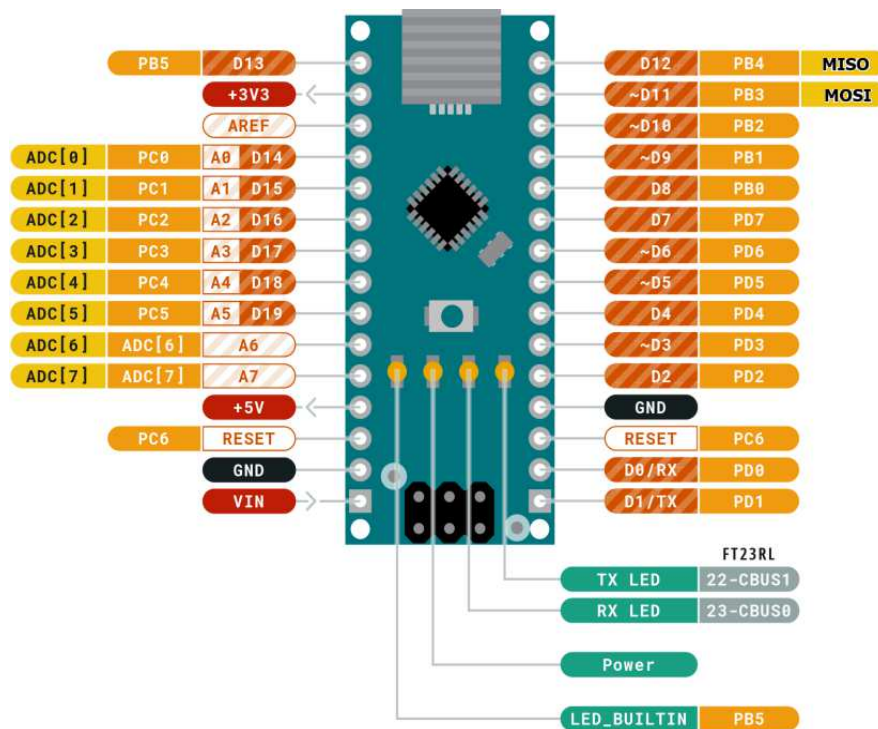 PB5 D13 D12 PB4 MISO
+3V3 ~D11 PB3 MOSI
AREF ~D10 PB2
ADC[0] PC0 A0 D14 ~D9 PB1
ADC[1] PC1 A1 D15 D8 PB0
ADC[2] PC2 A2 D16 D7 PD7
ADC[3] PC3 A3 D17 ~D6 PD6
ADC[4] PC4 A4 D18 ~D5 PD5
ADC[5] PC5 A5 D19 D4 PD4
ADC[6] ADC[6] A6 ~D3 PD3
ADC[7] ADC[7] A7 D2 PD2
+5V GND
PC6 RESET RESET PC6
GND D0/RX PD0
VIN D1/TX PD1
FT23RL
TX LED 22-CBUS1
RX LED 23-CBUS0
Power
LED_BUILTIN PB5